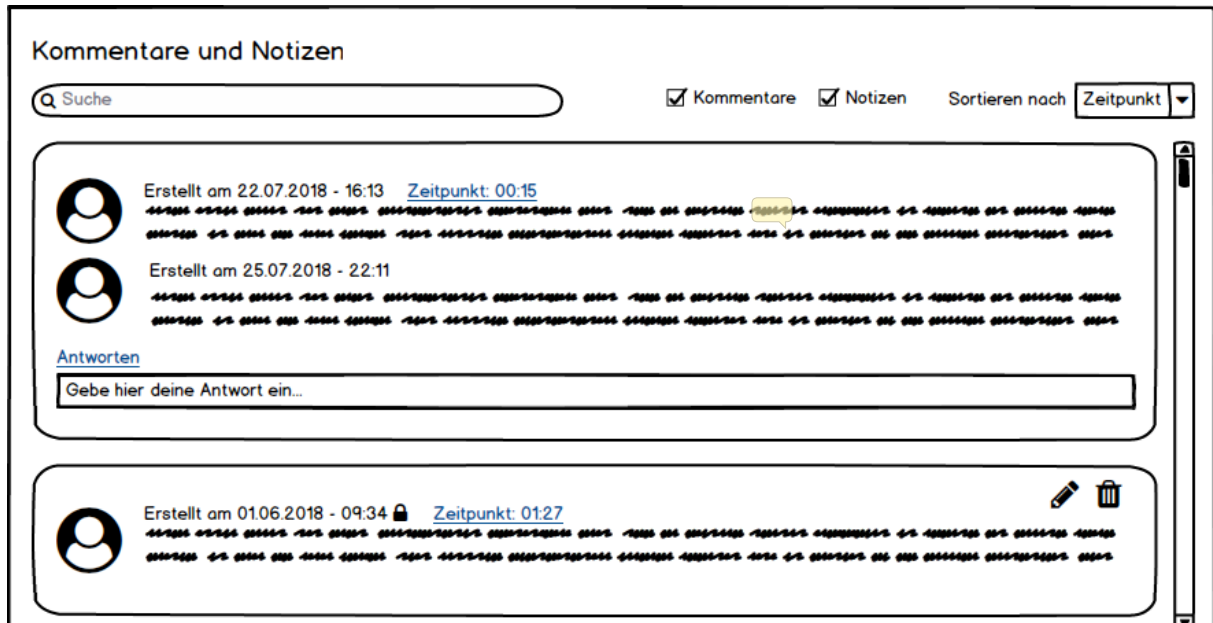 Kommentare und Notizen
Suche
Kommentare Notizen Sortieren nach Zeitpunkt
Erstellt am 22.07.2018 - 16:13 Zeitpunkt: 00:15
Erstellt am 25.07.2018 - 22:11
Antworten
Gebe hier deine Antwort ein...
Erstellt am 01.06.2018 - 09:34 Zeitpunkt: 01:27